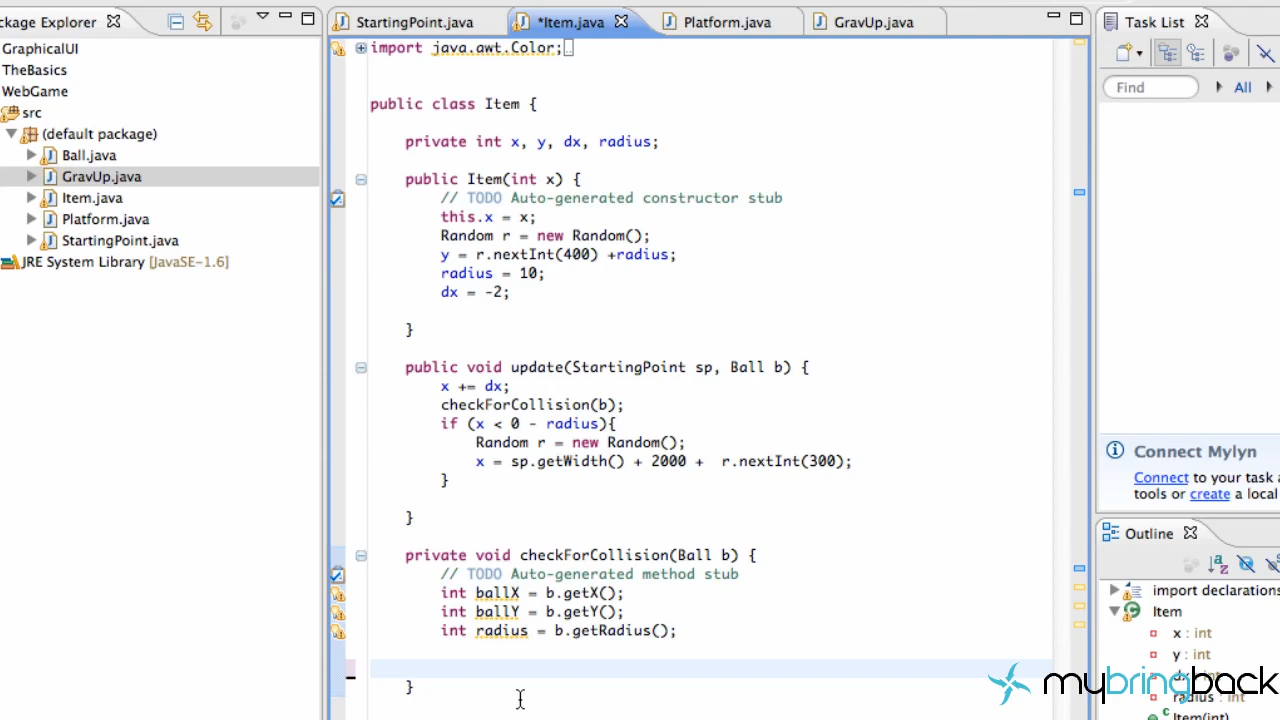 ckage Explorer
StartingPoint.java
*Item.java
Platform.java
GravUp.java
Task List
GraphicalUI
TheBasics
WebGame
src
(default package)
Ball.java
GravUp.java
Item.java
Platform.java
StartingPoint.java
JRE System Library [JavaSE-1.6]
import java.awt.Color;
public class Item {
private int x, y, dx, radius;
public Item(int x) {
// TODO Auto-generated constructor stub
this.x = x;
Random r = new Random();
y = r.nextInt(400) +radius;
radius = 10;
dx = -2;
}
public void update(StartingPoint sp, Ball b) {
x += dx;
checkForCollision(b);
if (x < 0 - radius){
Random r = new Random();
x = sp.getWidth() + 2000 +  r.nextInt(300);
}
}
private void checkForCollision(Ball b) {
// TODO Auto-generated method stub
int ballX = b.getX();
int ballY = b.getY();
int radius = b.getRadius();
}
Find
All
Connect Mylyn
Connect to your task a
tools or create a local
Outline
import declarations
Item
x : int
y : int
dx : int
radius : int
Item(int)
mybringback